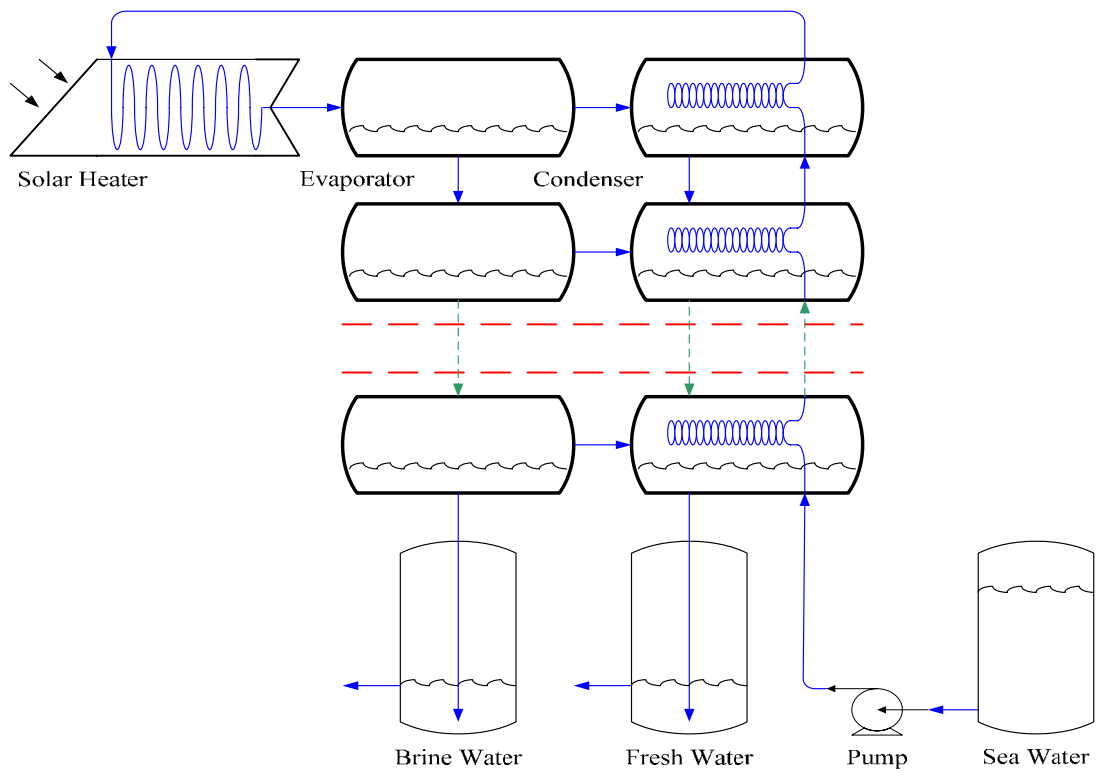 Solar Heater
Evaporator
Condenser
Brine Water
Fresh Water
Pump
Sea Water